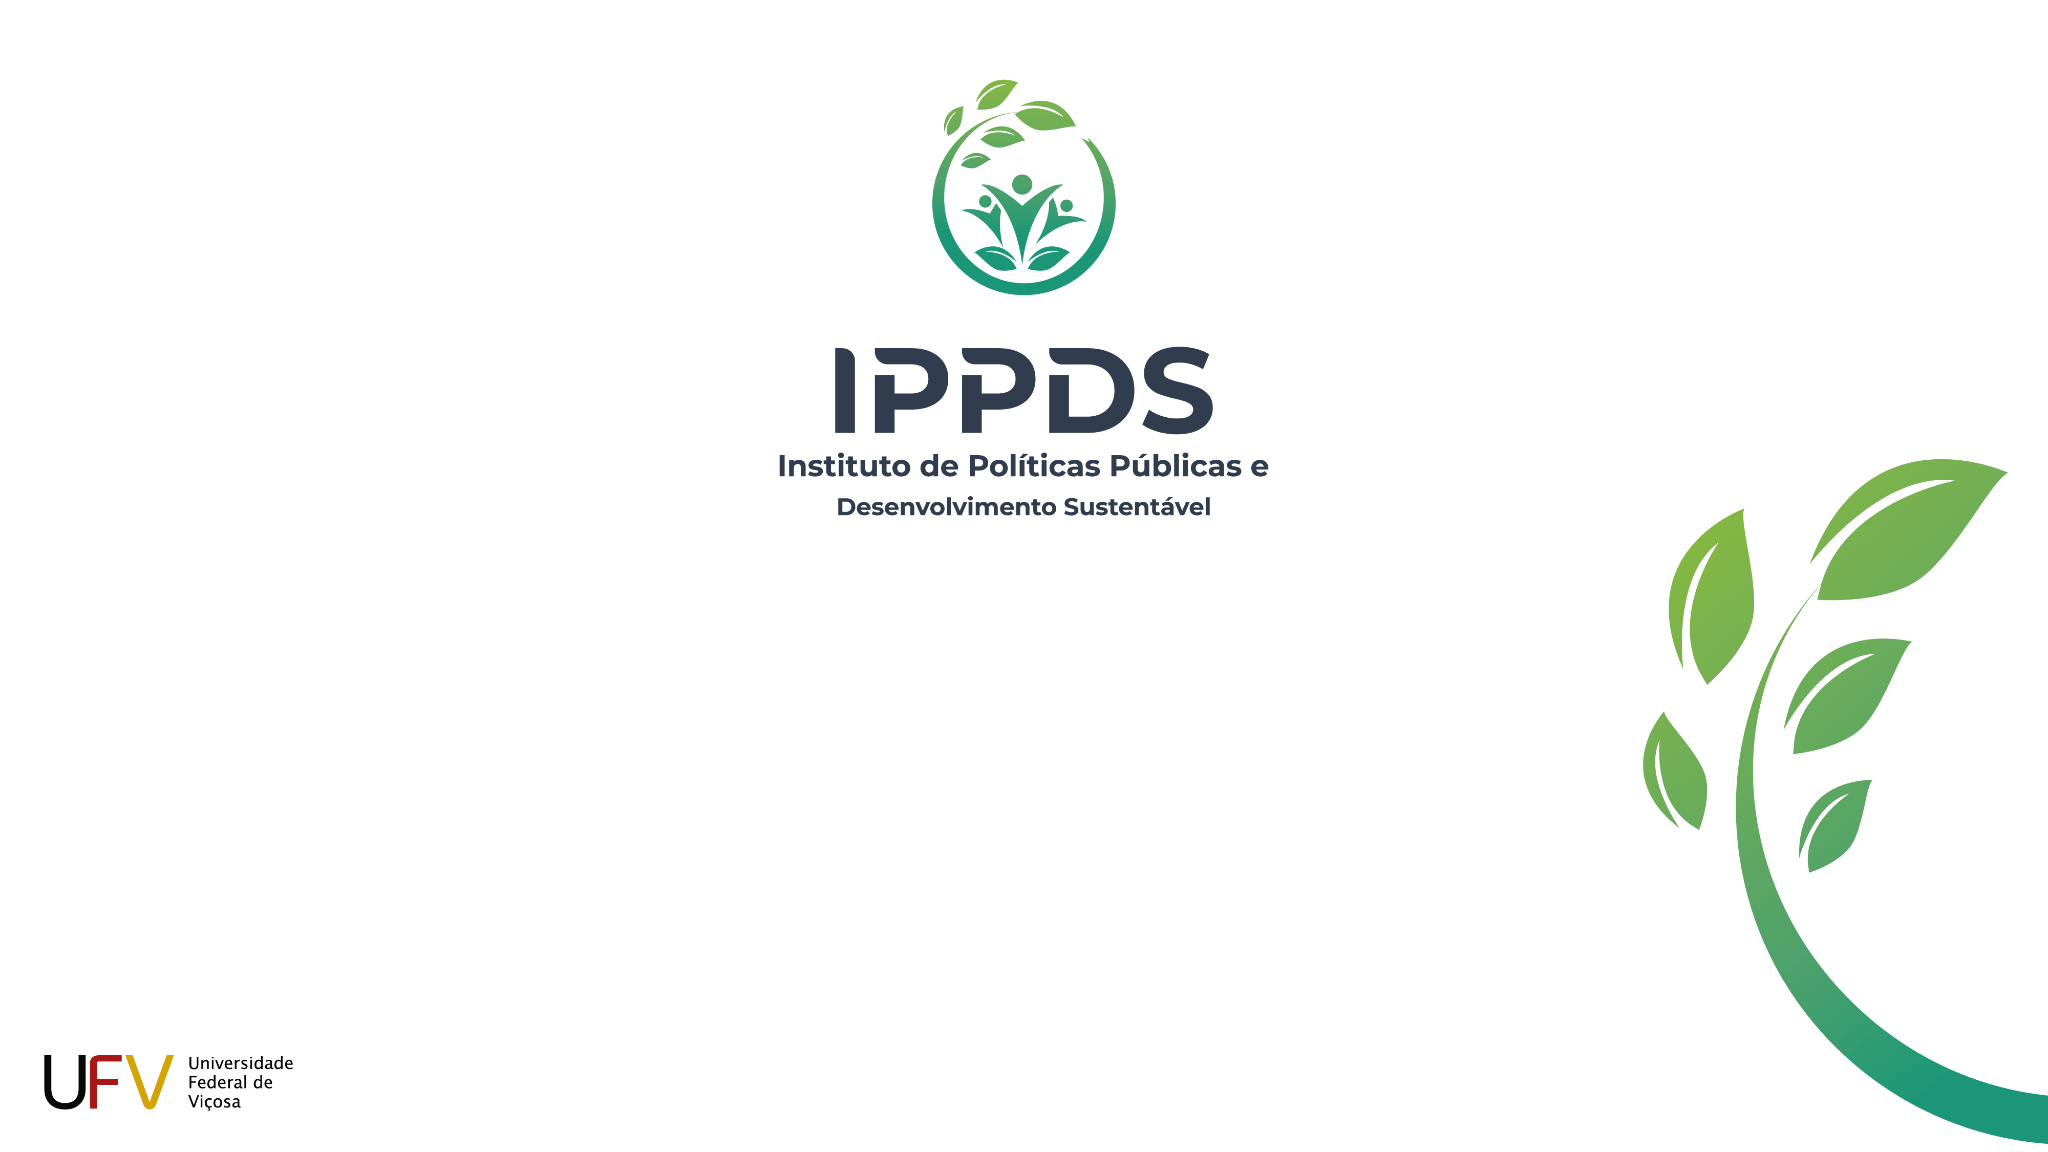 IPPDS
Instituto de Políticas Públicas e
Desenvolvimento Sustentável
UFV
Universidade
Federal de
Viçosa